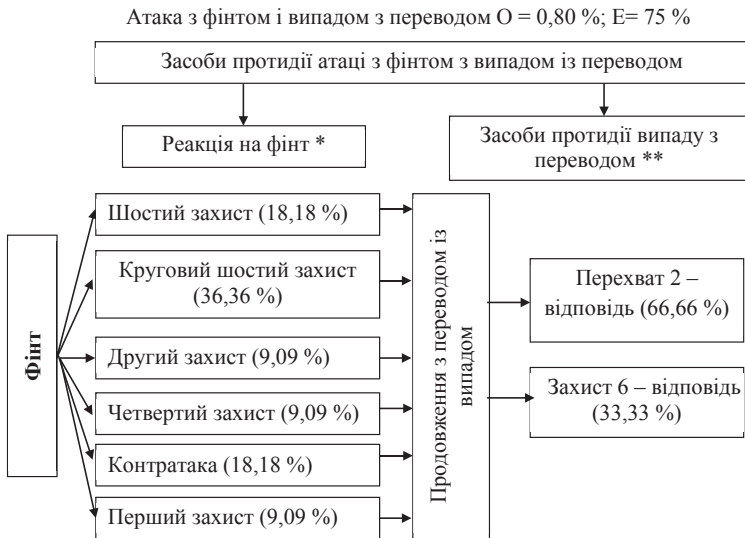 Атака з фінтом і випадом з переводом О = 0,80 %; Е= 75 %
Засоби протидії атаці з фінтом з випадом із переводом
Реакція на фінт *
Засоби протидії випаду з
переводом **
Фінт
Шостий захист (18,18 %)
Круговий шостий захист
(36,36 %)
Другий захист (9,09 %)
Четвертий захист (9,09 %)
Контратака (18,18 %)
Перший захист (9,09 %)
Продовження з переводом із
випадом
Перехват 2 –
відповідь (66,66 %)
Захист 6 – відповідь
(33,33 %)